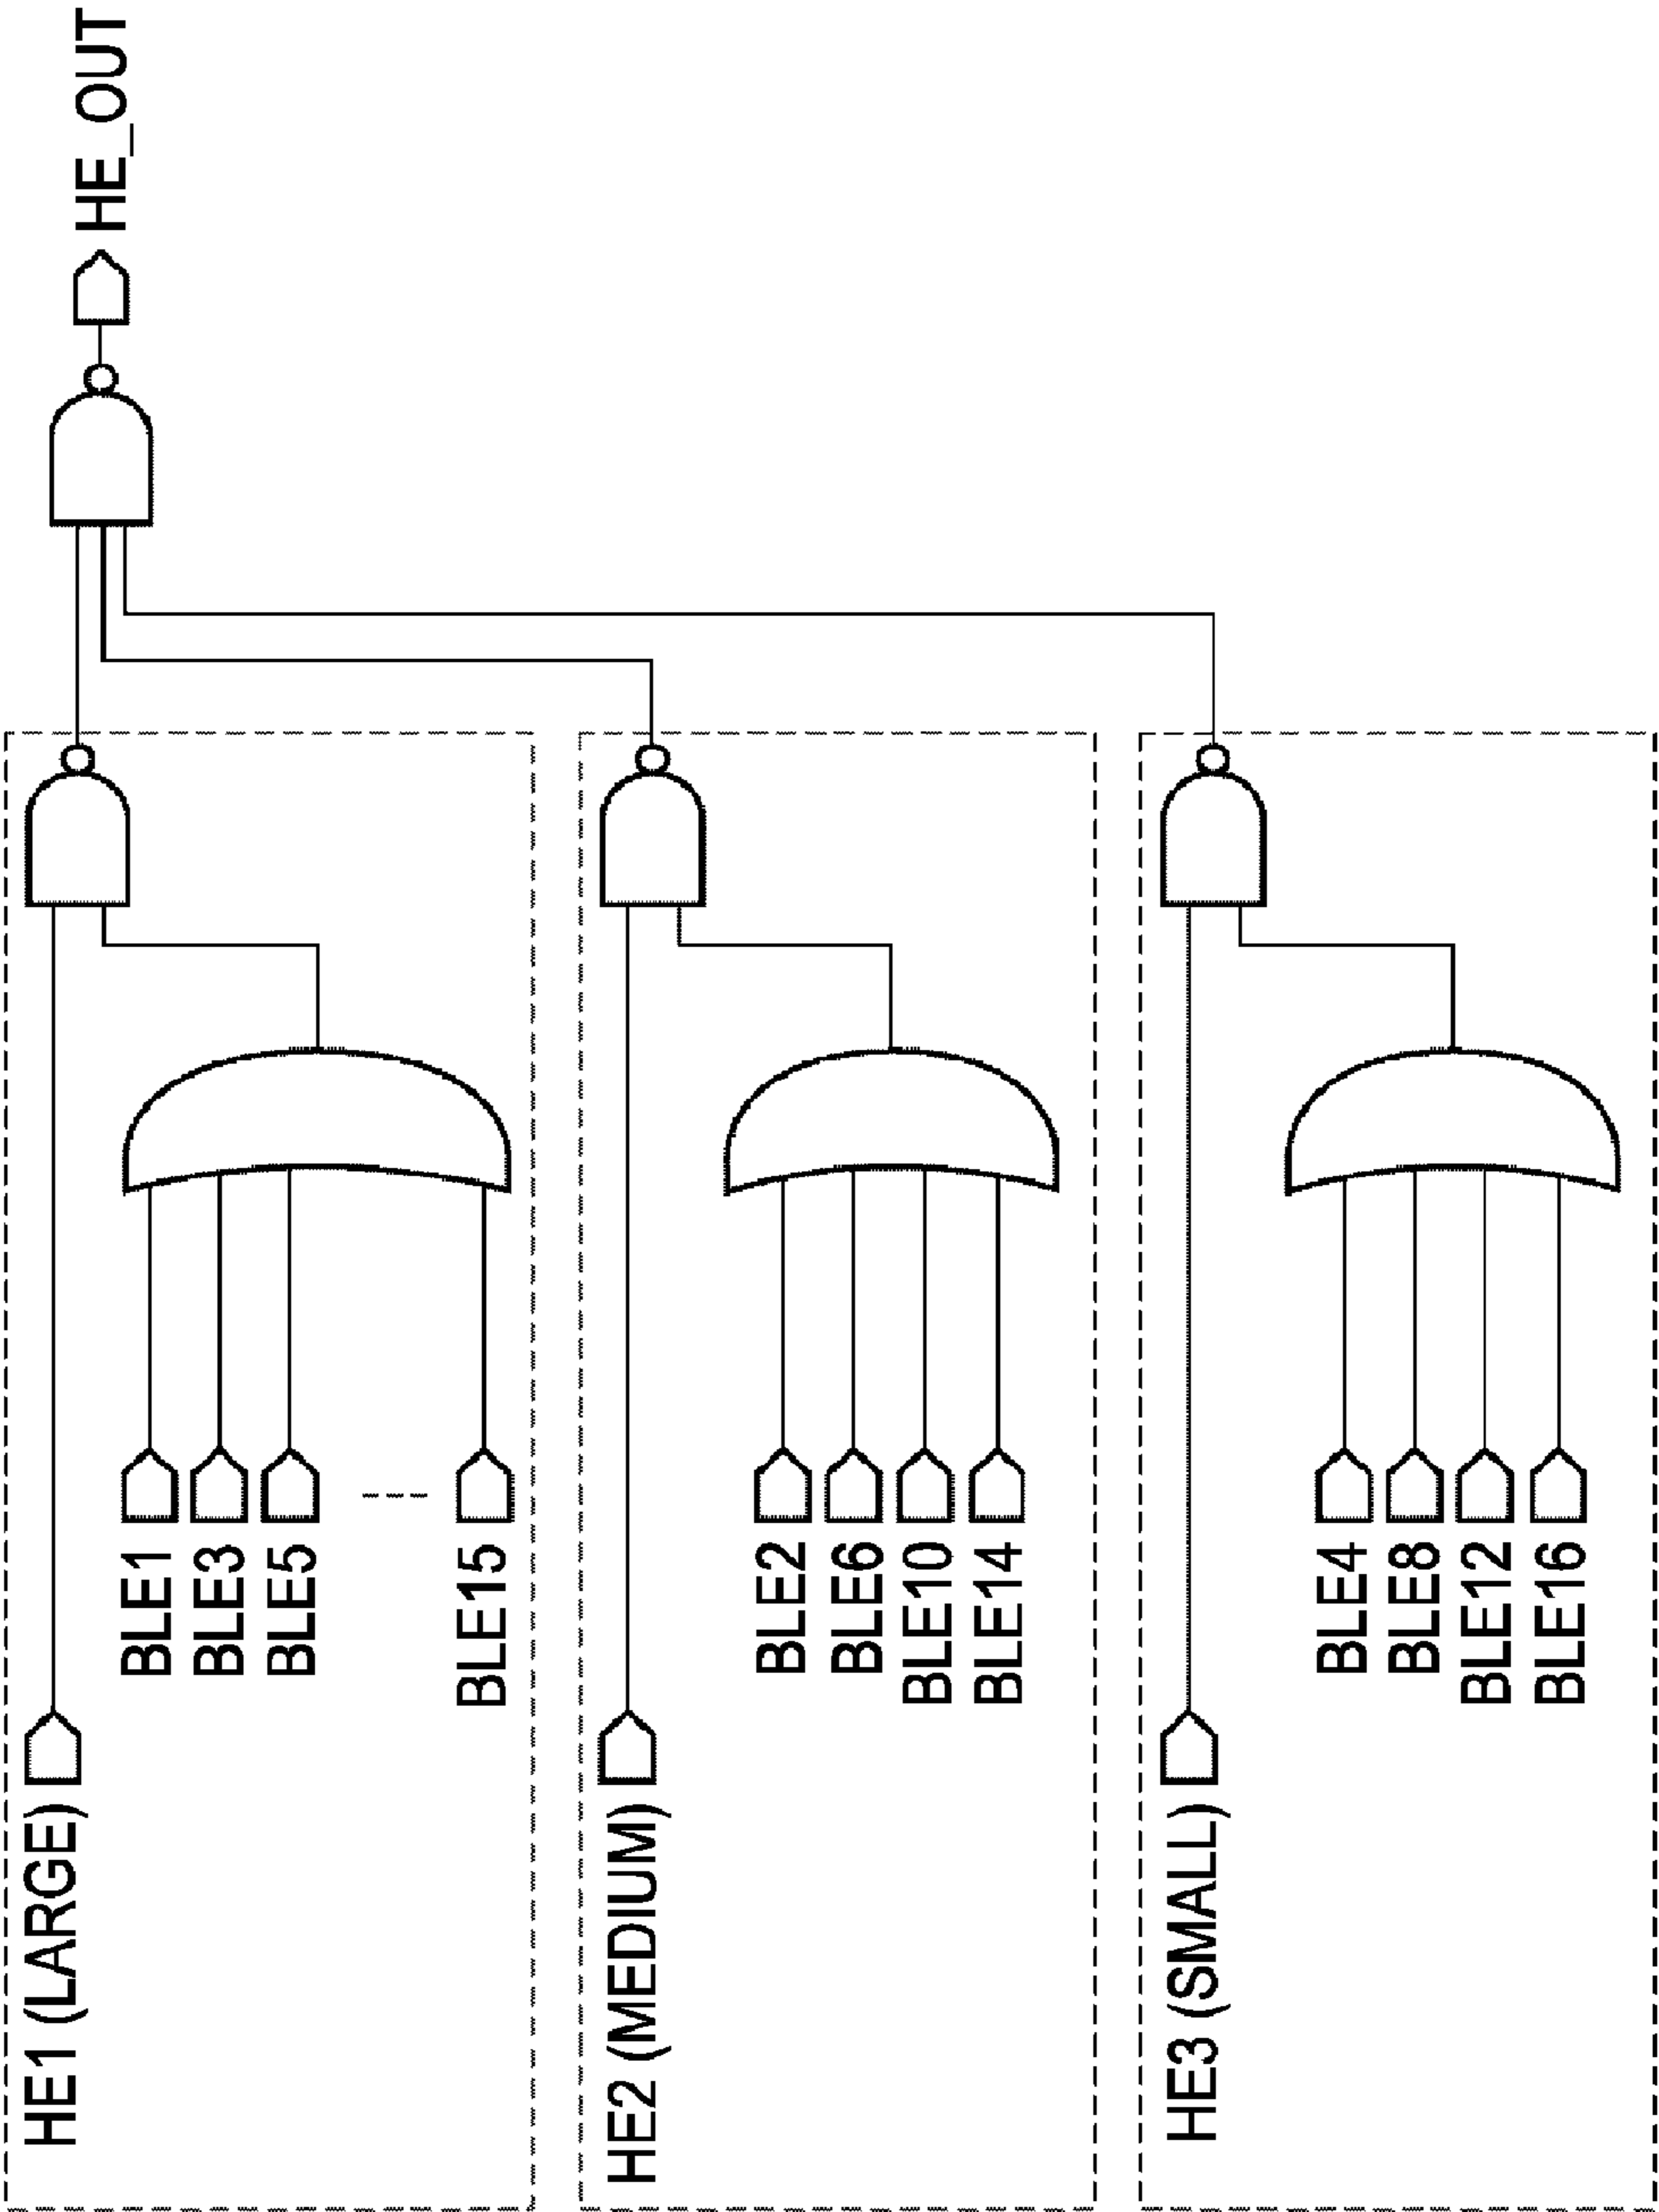 HE1 (LARGE)
BLE1
BLE3
BLE5
BLE15
HE2 (MEDIUM)
BLE2
BLE6
BLE10
BLE14
HE3 (SMALL)
BLE4
BLE8
BLE12
BLE16
HE_OUT